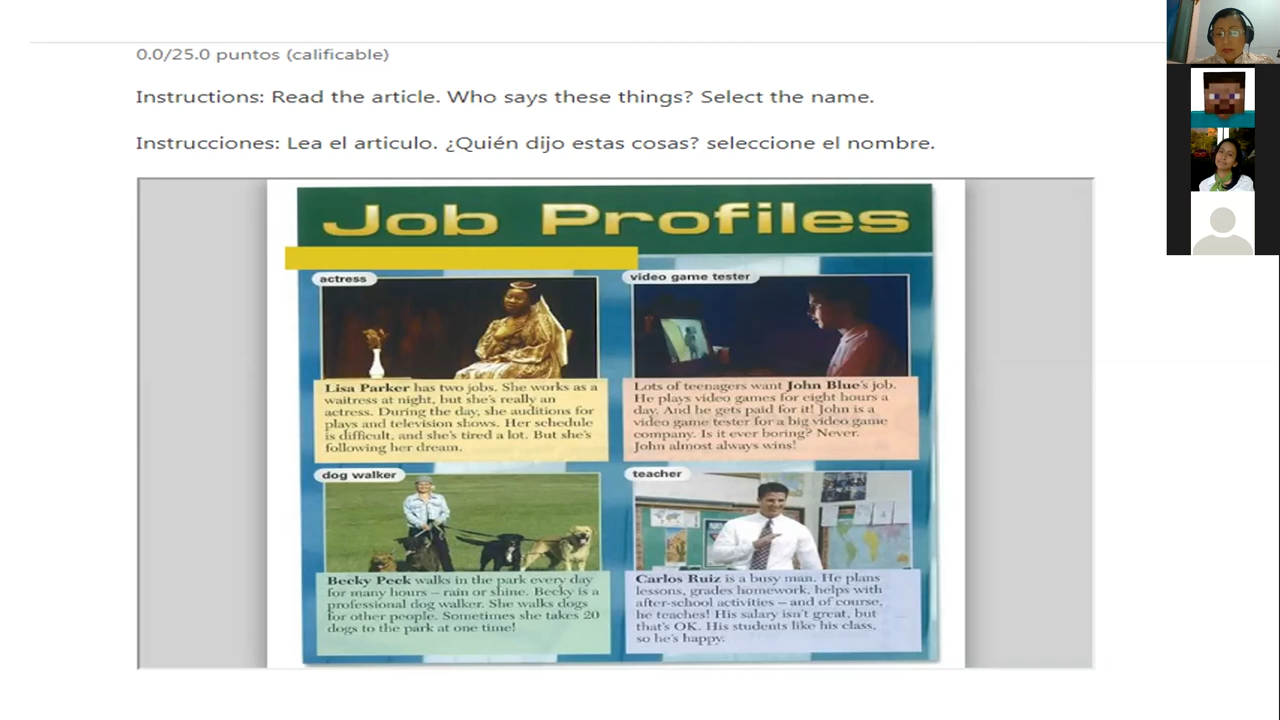 0.0/25.0 puntos (calificable)
Instructions: Read the article. Who says these things? Select the name.
Instrucciones: Lea el articulo. ¿Quién dijo estas cosas? seleccione el nombre.
Job Profiles
actress
Lisa Parker has two jobs. She works as a
waitress at night, but she's really an
actress. During the day, she auditions for
plays and television shows. Her schedule
is difficult, and she's tired a lot. But she's
following her dream.
video game tester
Lots of teenagers want John Blue's job.
He plays video games for eight hours a
day. And he gets paid for it! John is a
video game tester for a big video game
company. Is it ever boring? Never.
John almost always wins!
dog walker
Becky Peek walks in the park every day
for many hours – rain or shine. Becky is a
professional dog walker. She walks dogs
for other people. Sometimes she takes 20
dogs to the park at one time!
teacher
Carlos Ruiz is a busy man. He plans
lessons, grades homework, helps with
after-school activities – and of course,
he teaches! His salary isn't great, but
that's OK. His students like his class,
so he's happy.